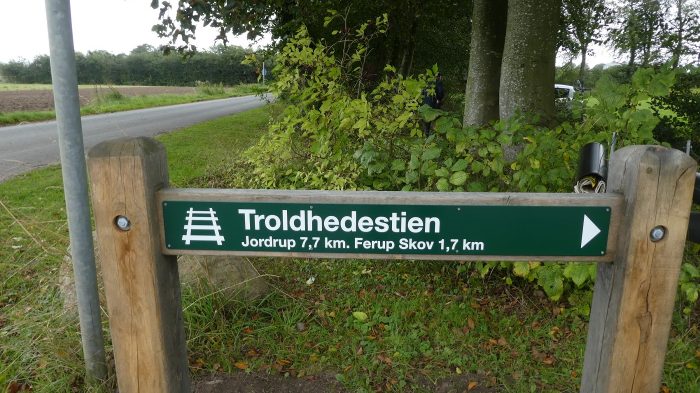 Troldhedestien
Jordrup 7,7 km. Ferup Skov 1,7 km